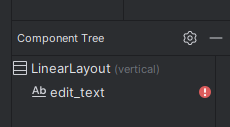 Component Tree
LinearLayout (vertical)
Ab edit_text